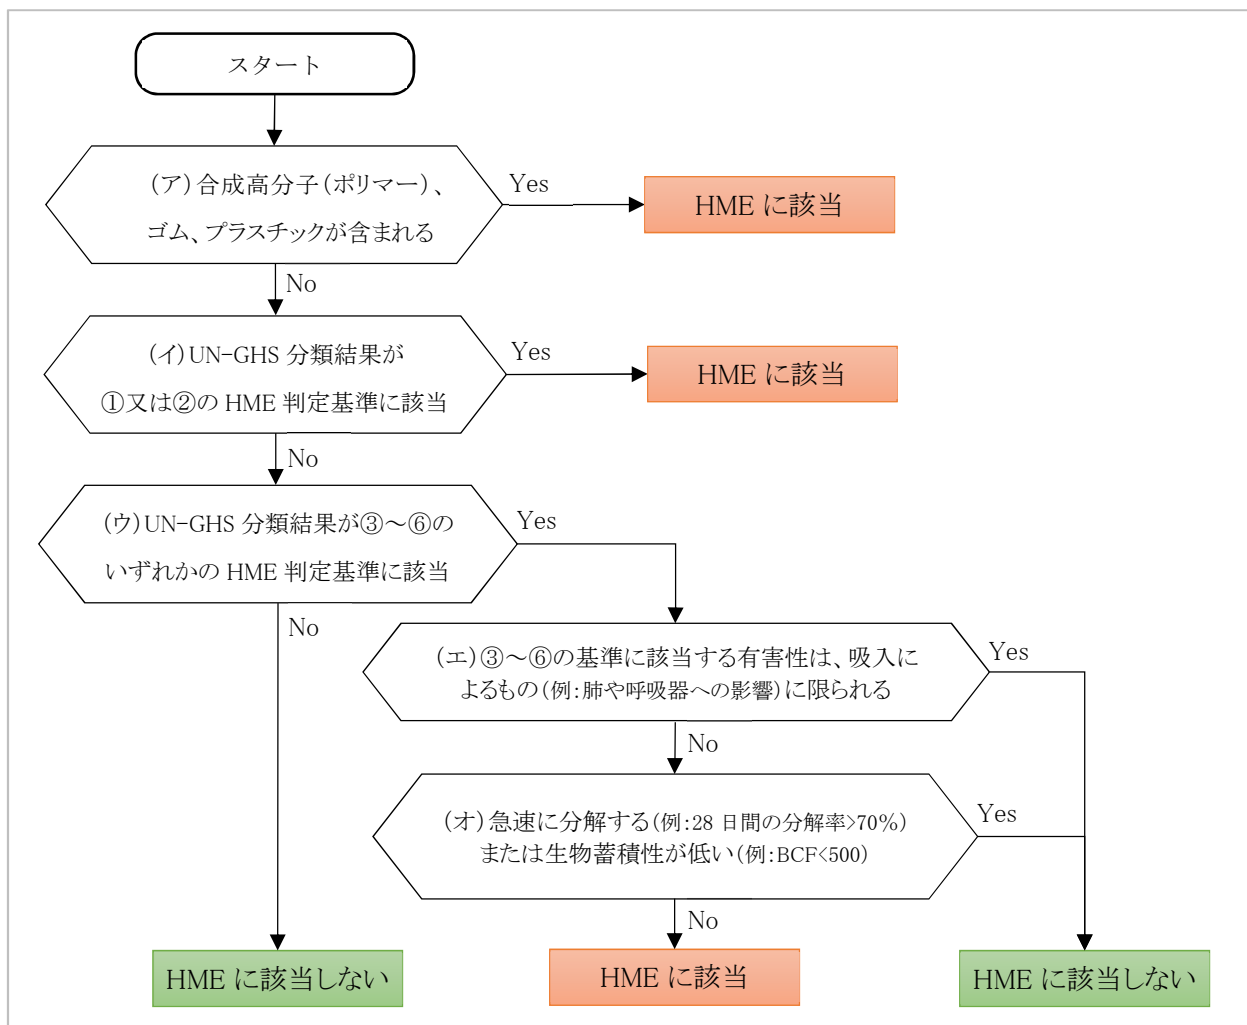 スタート
(ア)合成高分子(ポリマー)、
ゴム、プラスチックが含まれる
Yes
HME に該当
No
(イ)UN-GHS 分類結果が
①又は②の HME 判定基準に該当
Yes
HME に該当
No
(ウ)UN-GHS 分類結果が③～⑥の
いずれかの HME 判定基準に該当
Yes
No
(エ)③～⑥の基準に該当する有害性は、吸入に
よるもの(例:肺や呼吸器への影響)に限られる
Yes
No
(オ)急速に分解する(例:28 日間の分解率>70%)
または生物蓄積性が低い(例:BCF<500)
Yes
No
HME に該当しない
HME に該当
HME に該当しない